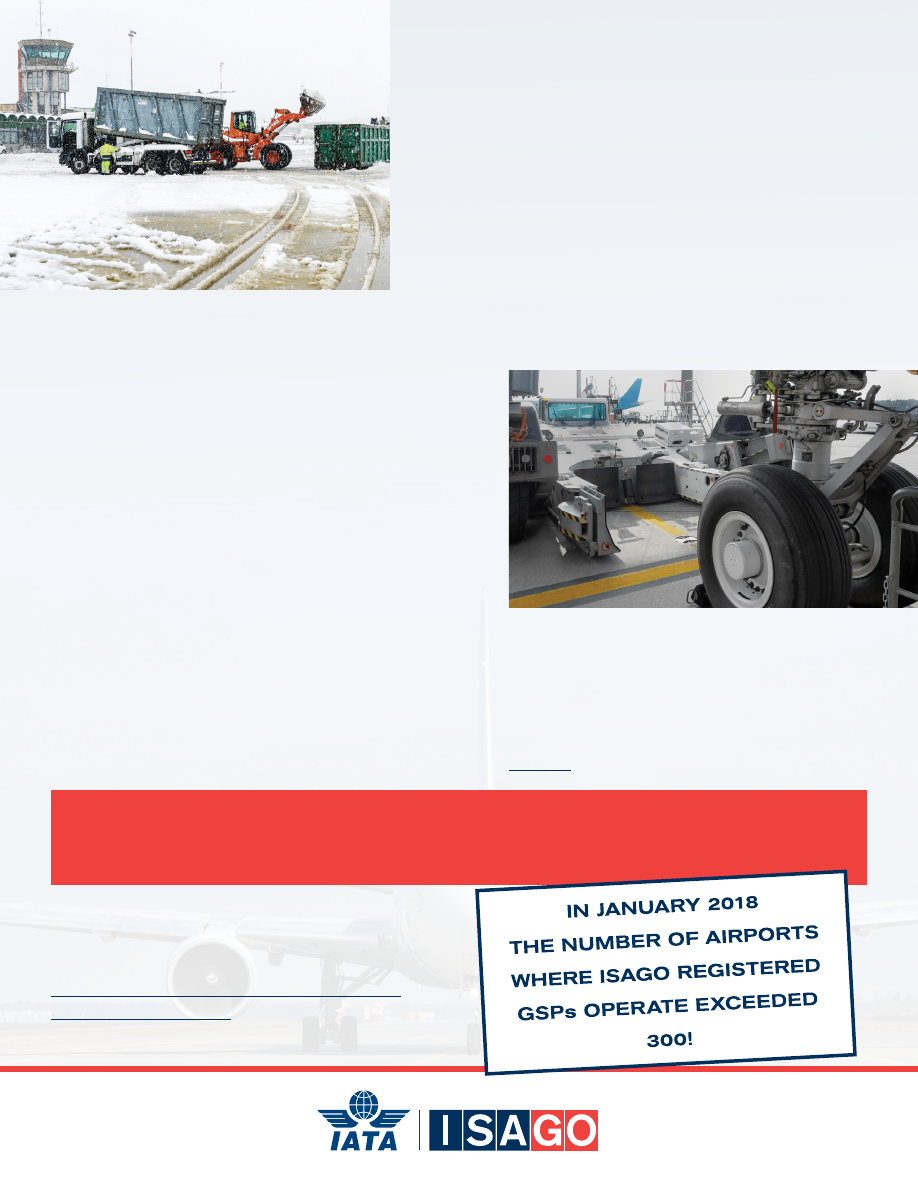 IN JANUARY 2018
THE NUMBER OF AIRPORTS
WHERE ISAGO REGISTERED
GSPs OPERATE EXCEEDED
300!
IATA ISAGO